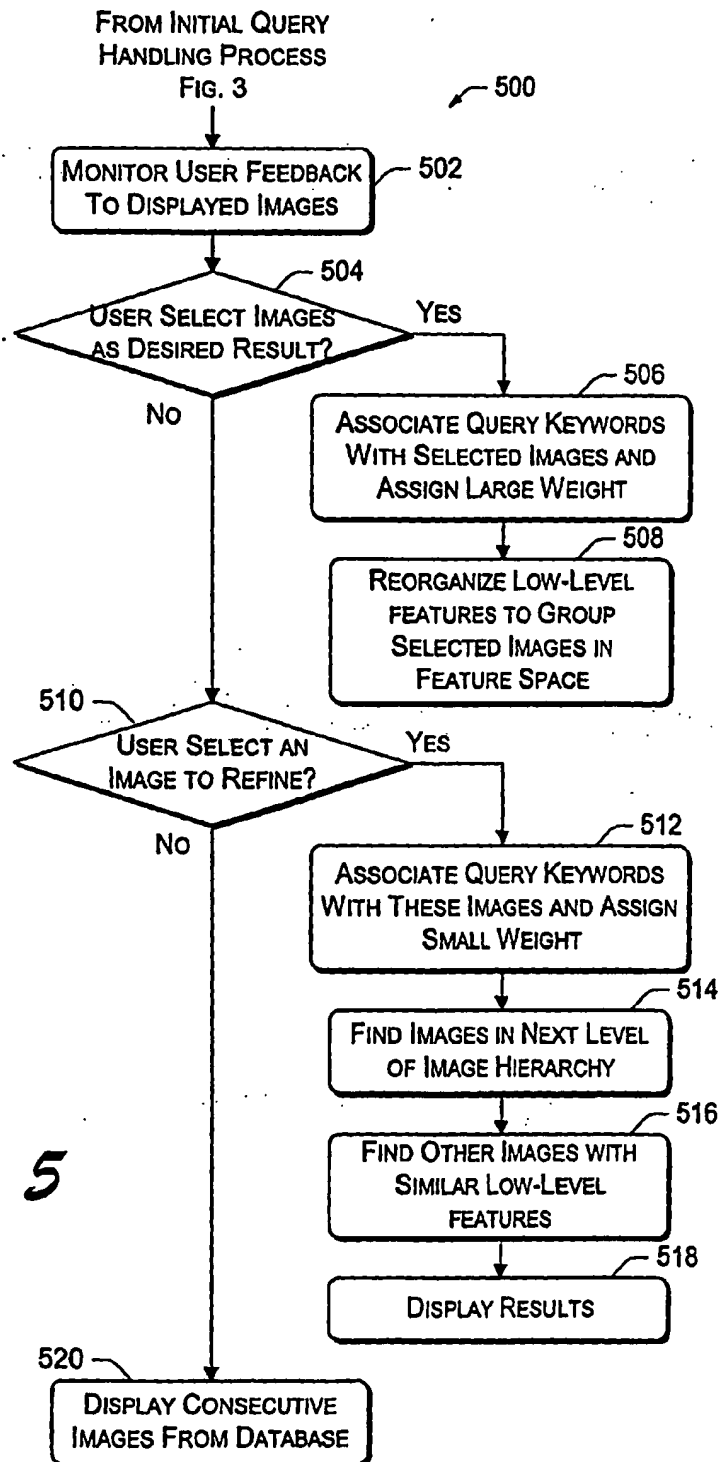 FROM INITIAL QUERY
HANDLING PROCESS
FIG. 3
500
MONITOR USER FEEDBACK
TO DISPLAYED IMAGES
502
504
USER SELECT IMAGES
AS DESIRED RESULT?
YES
NO
506
ASSOCIATE QUERY KEYWORDS
WITH SELECTED IMAGES AND
ASSIGN LARGE WEIGHT
508
REORGANIZE LOW-LEVEL
FEATURES TO GROUP
SELECTED IMAGES IN
FEATURE SPACE
510
USER SELECT AN
IMAGE TO REFINE?
YES
NO
512
ASSOCIATE QUERY KEYWORDS
WITH THESE IMAGES AND ASSIGN
SMALL WEIGHT
514
FIND IMAGES IN NEXT LEVEL
OF IMAGE HIERARCHY
516
FIND OTHER IMAGES WITH
SIMILAR LOW-LEVEL
FEATURES
5
518
DISPLAY RESULTS
520
DISPLAY CONSECUTIVE
IMAGES FROM DATABASE